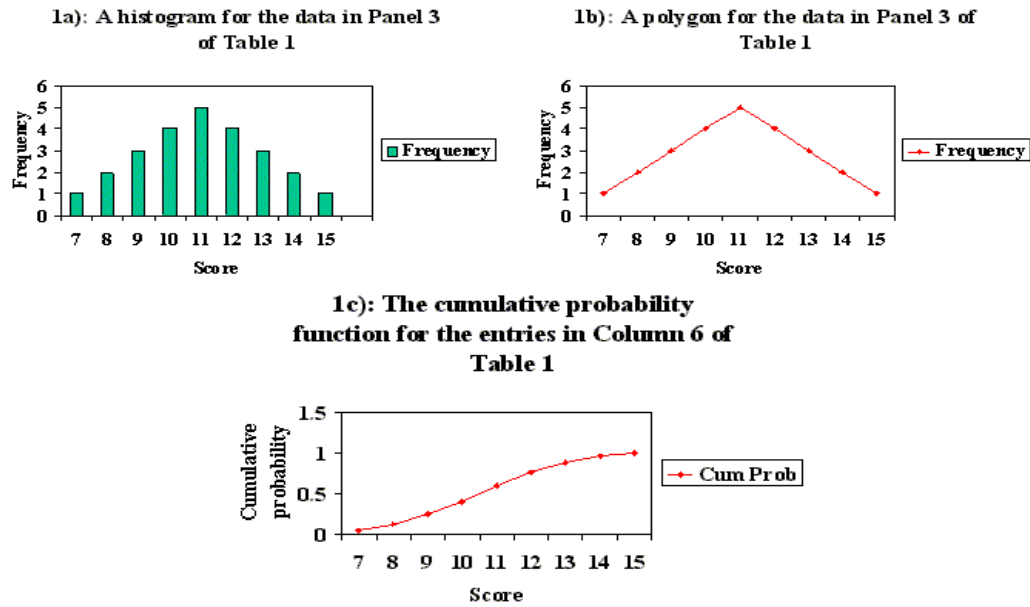 1a): A histogram for the data in Panel 3
of Table 1
6
5
4
3
2
1
0
Frequency
7 8 9 10 11 12 13 14 15
Score
Frequency
1b): A polygon for the data in Panel 3 of
Table 1
6
5
4
3
2
1
0
Frequency
7 8 9 10 11 12 13 14 15
Score
Frequency
1c): The cumulative probability
function for the entries in Column 6 of
Table 1
1.5
1
0.5
0
Cumulative
probability
7 8 9 10 11 12 13 14 15
Score
Cum Prob